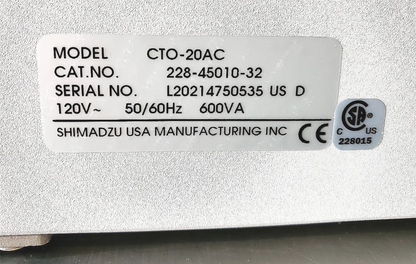 MODEL CTO-20AC
CAT.NO. 228-45010-32
SERIAL NO. L20214750535 US D
120V~ 50/60Hz 600VA
SHIMADZU USA MANUFACTURING INC CE
CSA
C US
228015